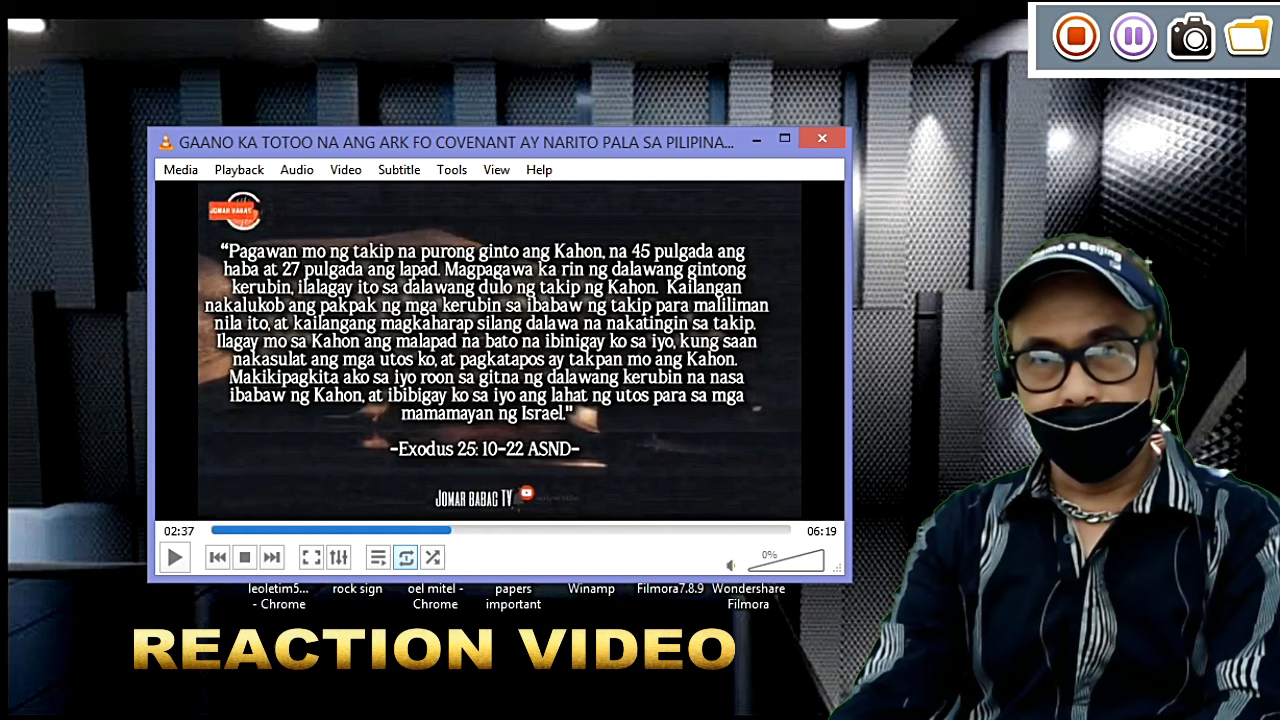 GAANO KA TOTOO NA ANG ARK FO COVENANT AY NARITO PALA SA PILIPINA...
Media Playback Audio Video Subtitle Tools View Help
JOMAR BABAG
"Pagawan mo ng takip na purong ginto ang Kahon, na 45 pulgada ang
haba at 27 pulgada ang lapad. Magpagawa ka rin ng dalawang gintong
kerubin, ilalagay ito sa dalawang dulo ng takip ng Kahon. Kailangan
nakalukob ang pakpak ng mga kerubin sa ibabaw ng takip para maliliman
nila ito, at kailangang magkaharap silang dalawa na nakatingin sa takip.
Ilagay mo sa Kahon ang malapad na bato na ibinigay ko sa iyo, kung saan
nakasulat ang mga utos ko, at pagkatapos ay takpan mo ang Kahon.
Makikipagkita ako sa iyo roon sa gitna ng dalawang kerubin na nasa
ibabaw ng Kahon, at ibibigay ko sa iyo ang lahat ng utos para sa mga
mamamayan ng Israel."
-Exodus 25: 10-22 ASND-
JOMAR BABAG TV
02:37 06:19
0%
leoletim5... - Chrome
rock sign
oel mitel - Chrome
papers important
Winamp
Filmora7.8.9
Wondershare Filmora
REACTION VIDEO